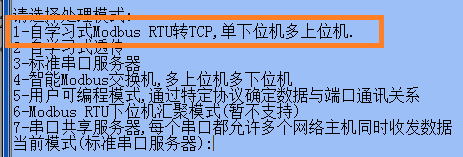 请选择处理模式:
1-自学习式Modbus RTU转TCP,单下位机多上位机.
2-自学习式透传
3-标准串口服务器
4-智能Modbus交换机,多上位机多下位机
5-用户可编程模式,通过特定协议确定数据与端口通讯关系
6-Modbus RTU下位机汇聚模式(暂不支持)
7-串口共享服务器,每个串口都允许多个网络主机同时收发数据
当前模式(标准串口服务器):